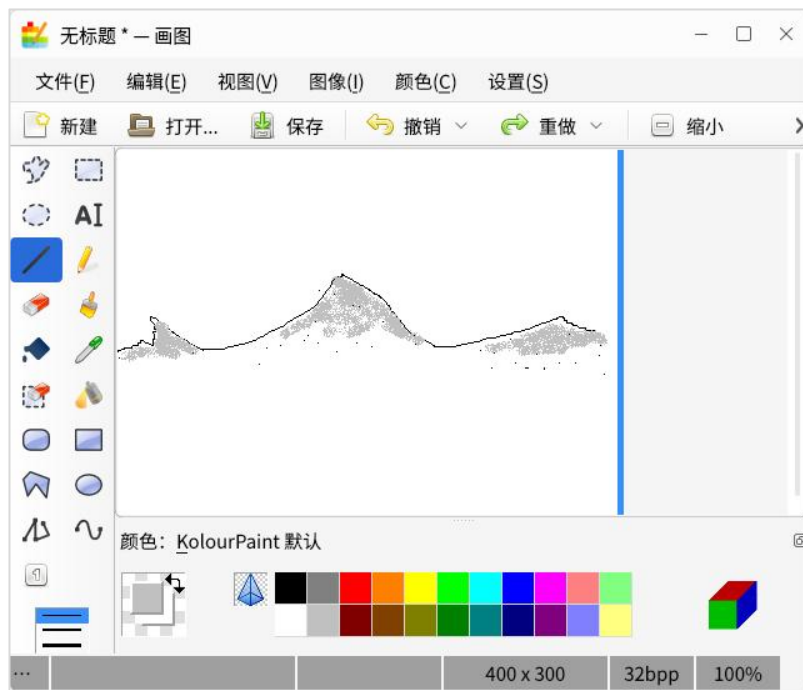 无标题 * — 画图
文件(F) 编辑(E) 视图(V) 图像(I) 颜色(C) 设置(S)
新建 打开... 保存 撤销 重做 缩小
AI
颜色： KolourPaint 默认
... 400 x 300 32bpp 100%